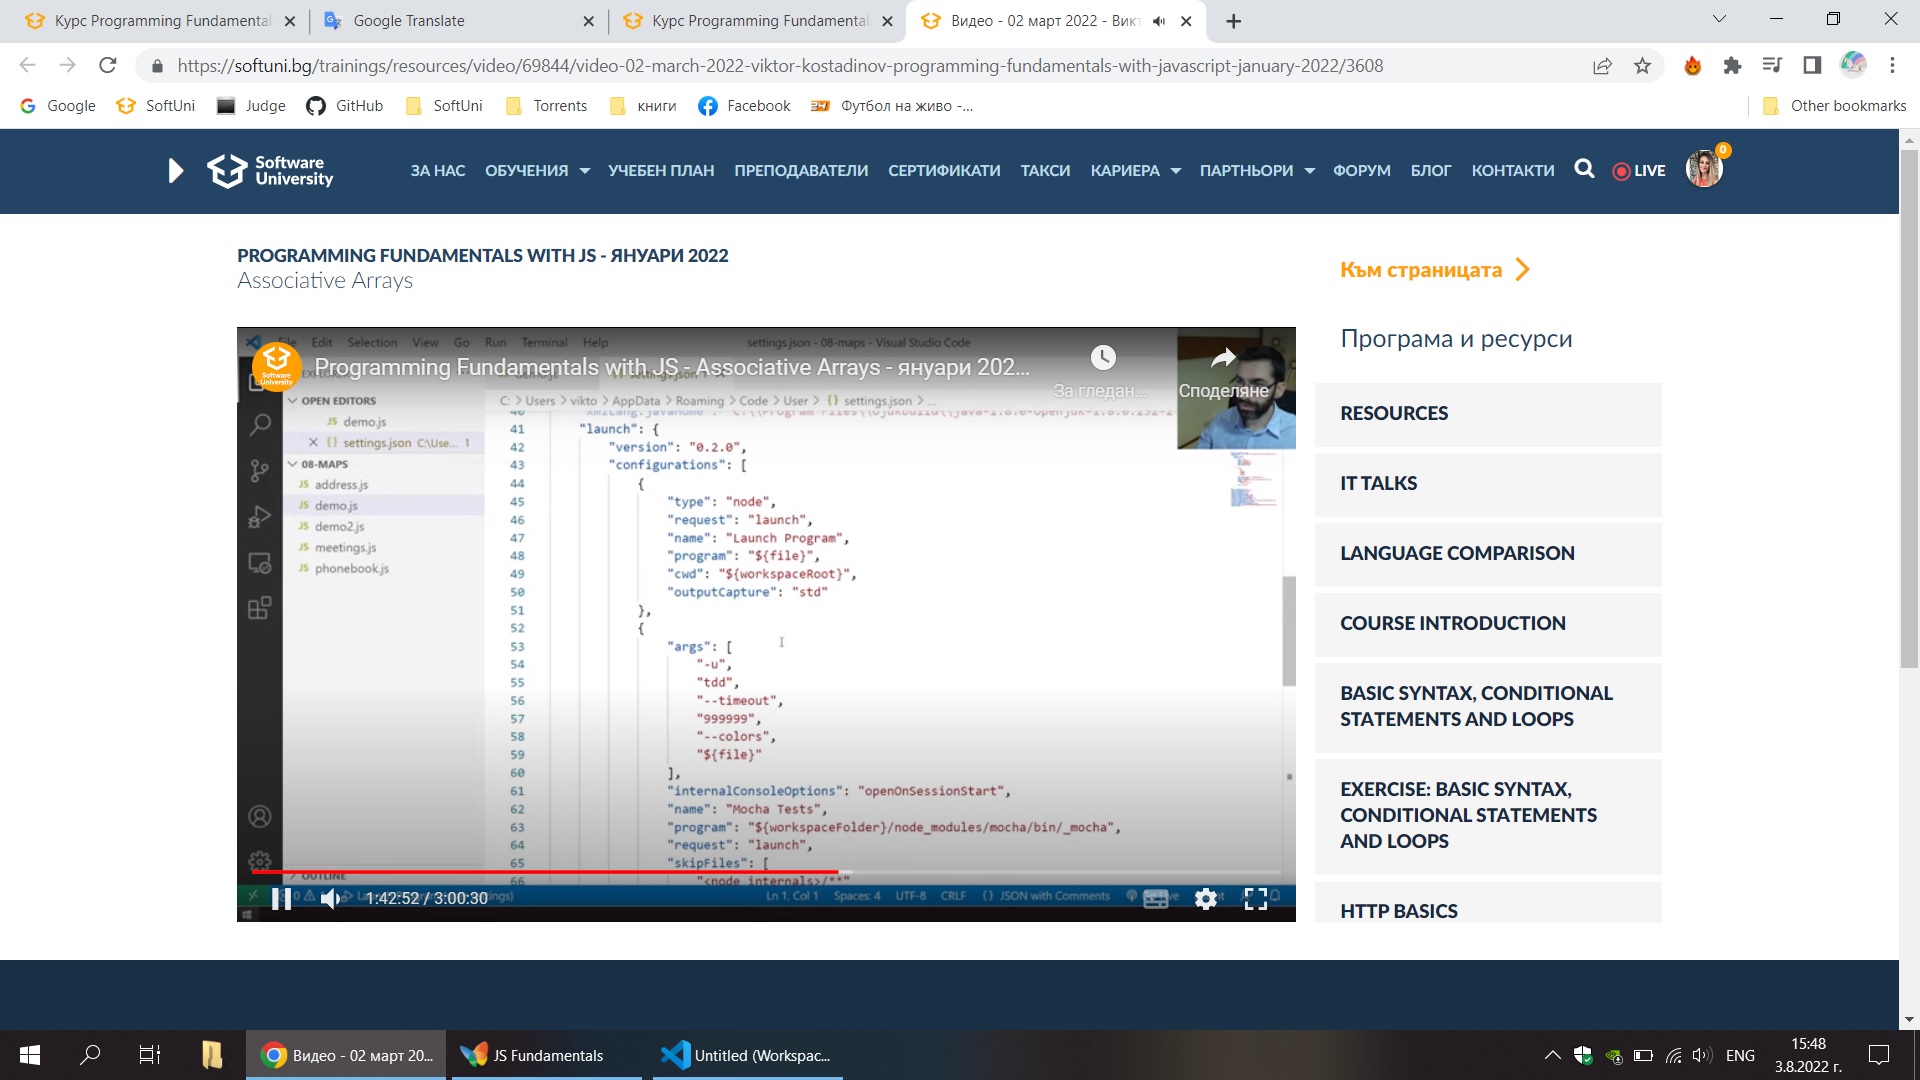 Курс Programming Fundamental
Google Translate
Курс Programming Fundamental
Видео - 02 март 2022 - Викт
https://softuni.bg/trainings/resources/video/69844/video-02-march-2022-viktor-kostadinov-programming-fundamentals-with-javascript-january-2022/3608
Google SoftUni Judge GitHub SoftUni Torrents книги Facebook Футбол на живо -... Other bookmarks
Software University
ЗА НАС ОБУЧЕНИЯ УЧЕБЕН ПЛАН ПРЕПОДАВАТЕЛИ СЕРТИФИКАТИ ТАКСИ КАРИЕРА ПАРТНЬОРИ ФОРУМ БЛОГ КОНТАКТИ LIVE 0
PROGRAMMING FUNDAMENTALS WITH JS - ЯНУАРИ 2022
Associative Arrays
File Edit Selection View Go Run Terminal Help settings.json - 08-maps - Visual Studio Code
Software University
Programming Fundamentals with JS - Associative Arrays - януари 202...
За гледан...
Споделяне
OPEN EDITORS
JS demo.js
{} settings.json C:\Use... 1
08-MAPS
JS address.js
JS demo.js
JS demo2.js
JS meetings.js
JS phonebook.js
OUTLINE
C: > Users > vikto > AppData > Roaming > Code > User > {} settings.json > ...
41 "launch": {
42 "version": "0.2.0",
43 "configurations": [
44 {
45 "type": "node",
46 "request": "launch",
47 "name": "Launch Program",
48 "program": "${file}",
49 "cwd": "${workspaceRoot}",
50 "outputCapture": "std"
51 },
52 {
53 "args": [
54 "-u",
55 "tdd",
56 "--timeout",
57 "999999",
58 "--colors",
59 "${file}"
60 ],
61 "internalConsoleOptions": "openOnSessionStart",
62 "name": "Mocha Tests",
63 "program": "${workspaceFolder}/node_modules/mocha/bin/_mocha",
64 "request": "launch",
65 "skipFiles": [
66 "<node_internals>/**"
1:42:52 / 3:00:30
Ln 1, Col 1 Spaces: 4 UTF-8 CRLF {} JSON with Comments
Към страницата
Програма и ресурси
RESOURCES
IT TALKS
LANGUAGE COMPARISON
COURSE INTRODUCTION
BASIC SYNTAX, CONDITIONAL
STATEMENTS AND LOOPS
EXERCISE: BASIC SYNTAX,
CONDITIONAL STATEMENTS
AND LOOPS
HTTP BASICS
Видео - 02 март 20...
JS Fundamentals
Untitled (Workspac...
ENG
15:48
3.8.2022 г.